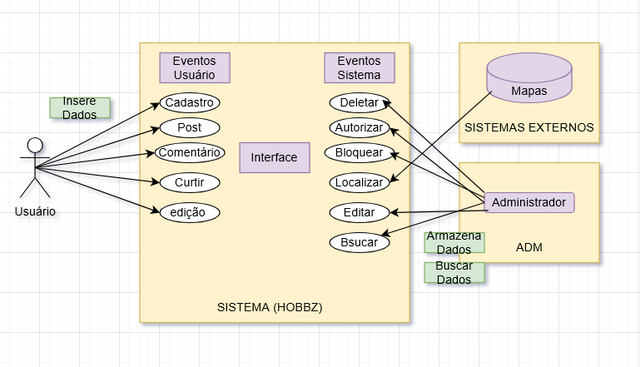 Eventos
Usuário
Eventos
Sistema
Insere
Dados
Cadastro
Post
Comentário
Curtir
edição
Usuário
Interface
Deletar
Autorizar
Bloquear
Localizar
Editar
Bsucar
SISTEMA (HOBBZ)
Mapas
SISTEMAS EXTERNOS
Administrador
ADM
Armazena
Dados
Buscar
Dados